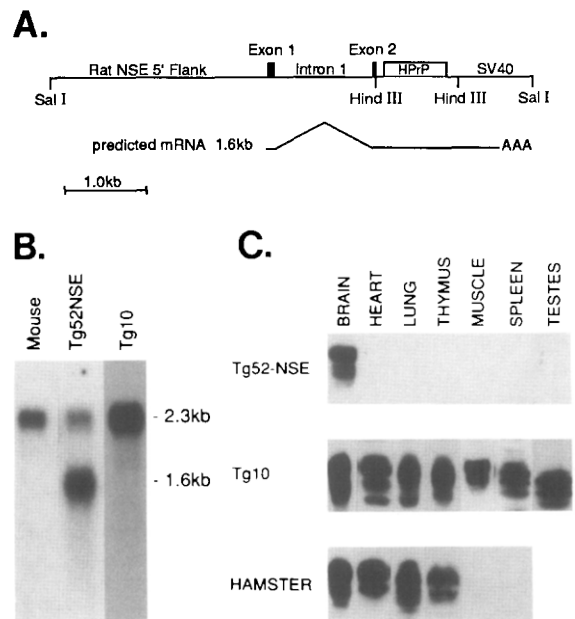 A.
Exon 1 Exon 2
Rat NSE 5' Flank Intron 1 HPrP SV40
Sal I Hind III Hind III Sal I
predicted mRNA 1.6kb AAA
1.0kb
B.
Mouse
Tg52NSE
Tg10
- 2.3kb
- 1.6kb
C.
BRAIN
HEART
LUNG
THYMUS
MUSCLE
SPLEEN
TESTES
Tg52-NSE
Tg10
HAMSTER